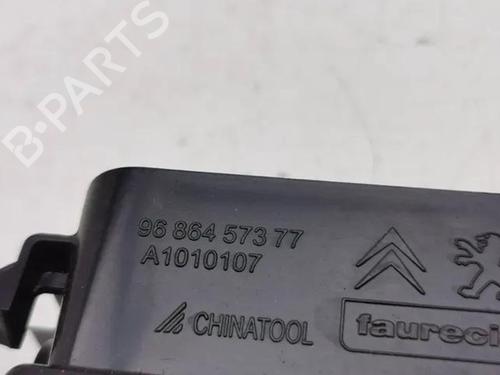 B-PARTS
96 864 573 77
A1010107
CHINATOOL
faureci